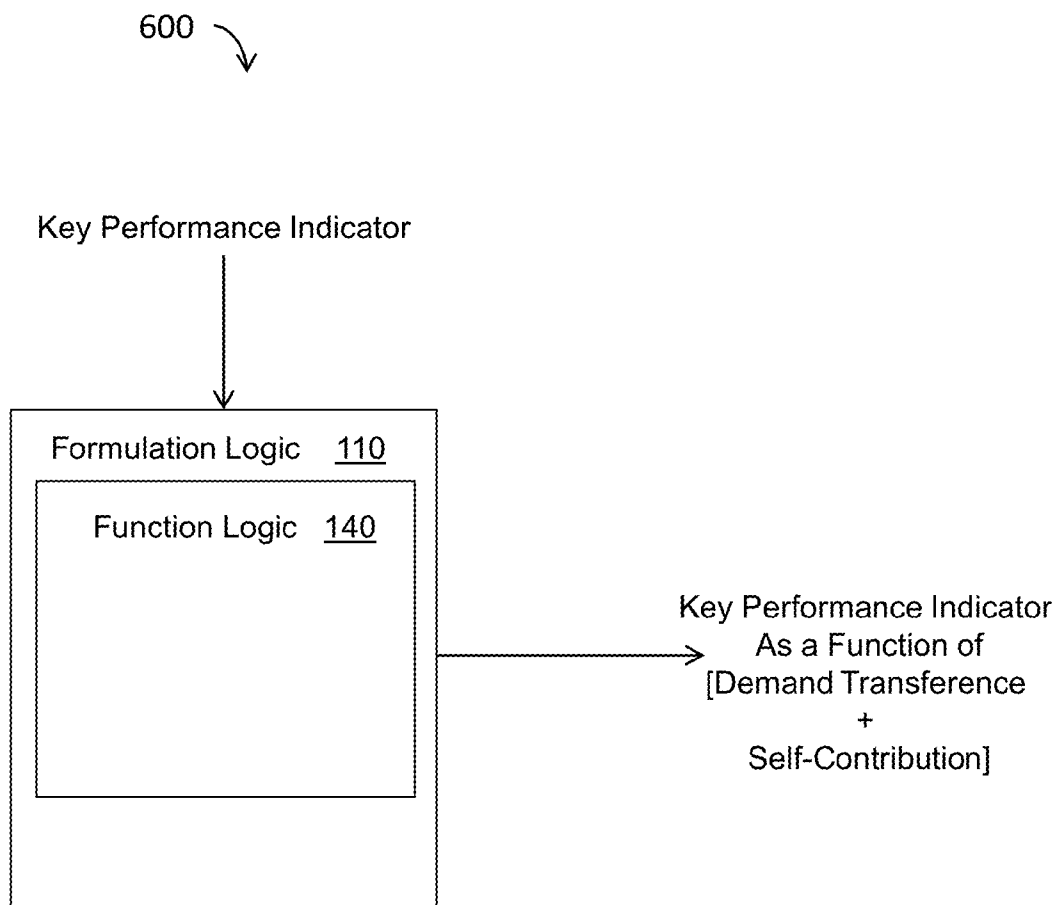 600
Key Performance Indicator
Formulation Logic 110
Function Logic 140
Key Performance Indicator
As a Function of
[Demand Transference
+
Self-Contribution]